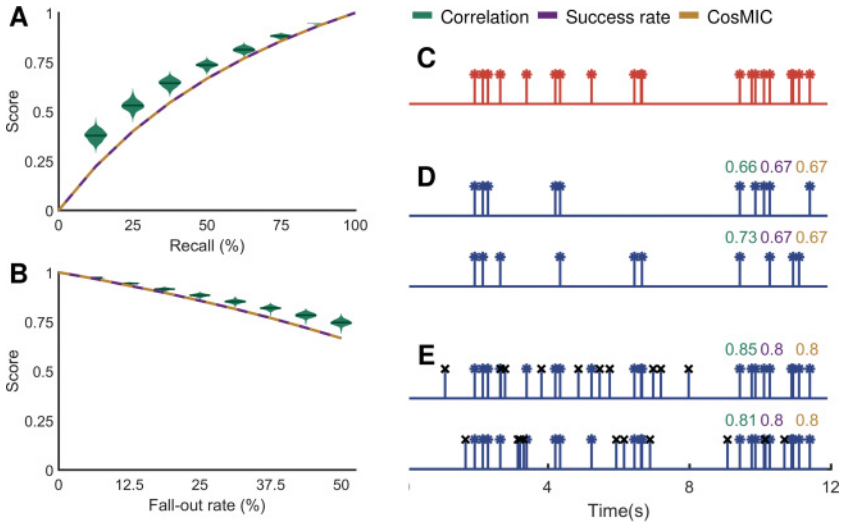 A
Correlation Success rate CosMIC
1
0.75
0.5
0.25
0
Score
0 25 50 75 100
Recall (%)
B
1
0.75
0.5
0.25
0
Score
0 12.5 25 37.5 50
Fall-out rate (%)
C
D
0.66 0.67 0.67
0.73 0.67 0.67
E
0.85 0.8 0.8
0.81 0.8 0.8
0 4 8 12
Time(s)